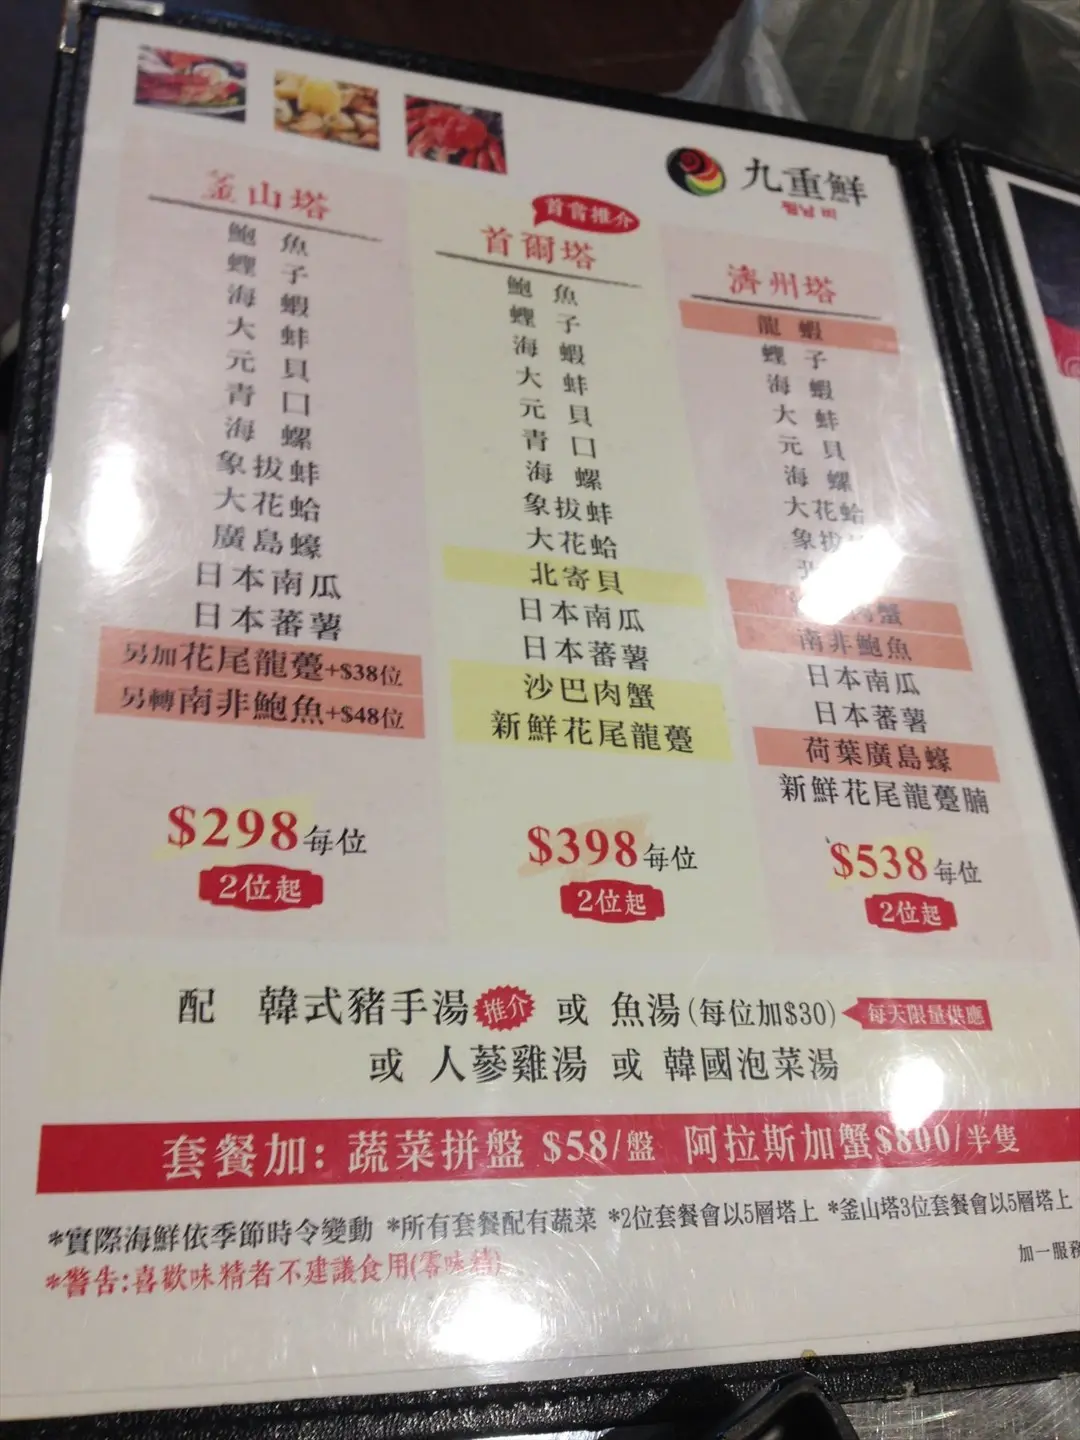 九重鮮
釜山塔
鮑魚
蟶子
海蝦
大蚌
元貝
青口
海螺
象拔蚌
大花蛤
廣島蠔
日本南瓜
日本蕃薯
另加花尾龍躉+$38位
另轉南非鮑魚+$48位
$298每位
2位起
首嘗推介
首爾塔
鮑魚
蟶子
海蝦
大蚌
元貝
青口
海螺
象拔蚌
大花蛤
北寄貝
日本南瓜
日本蕃薯
沙巴肉蟹
新鮮花尾龍躉
$398每位
2位起
濟州塔
龍蝦
蟶子
海蝦
大蚌
元貝
海螺
大花蛤
象拔
肉蟹
南非鮑魚
日本南瓜
日本蕃薯
荷葉廣島蠔
新鮮花尾龍躉腩
$538每位
2位起
配 韓式豬手湯 推介 或 魚湯(每位加$30) 每天限量供應
或 人蔘雞湯 或 韓國泡菜湯
套餐加: 蔬菜拼盤 $58/盤 阿拉斯加蟹$800/半隻
*實際海鮮依季節時令變動 *所有套餐配有蔬菜 *2位套餐會以5層塔上 *釜山塔3位套餐會以5層塔上
加一服務
*警告:喜歡味精者不建議食用(零味精)